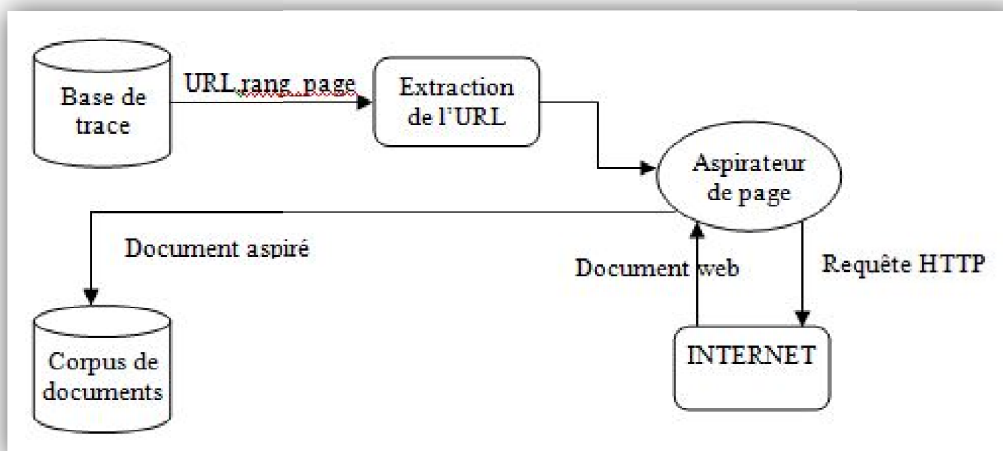 Base de
trace
URL,rang_page
Extraction
de l'URL
Aspirateur
de page
Document aspiré
Document web
Requête HTTP
Corpus de
documents
INTERNET